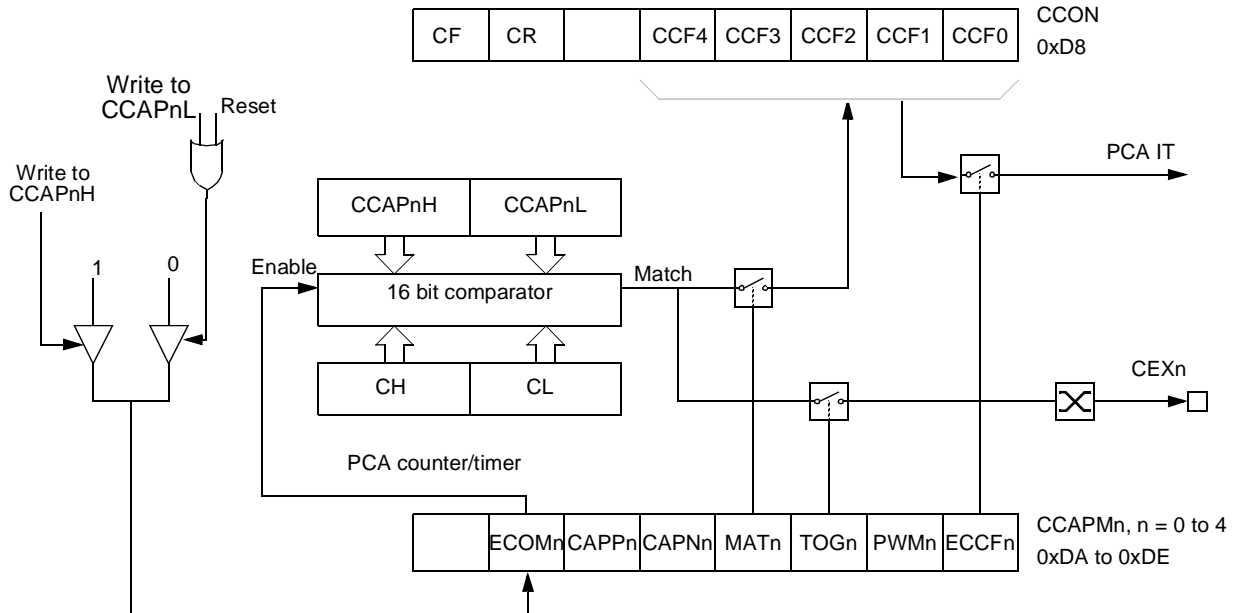 CF CR CCF4 CCF3 CCF2 CCF1 CCF0
CCON
0xD8
Write to
CCAPnL
Reset
PCA IT
Write to
CCAPnH
CCAPnH CCAPnL
1
0
Enable
16 bit comparator
Match
CH CL
CEXn
PCA counter/timer
ECOMn CAPPn CAPNn MATn TOGn PWMn ECCFn
CCAPMn, n = 0 to 4
0xDA to 0xDE